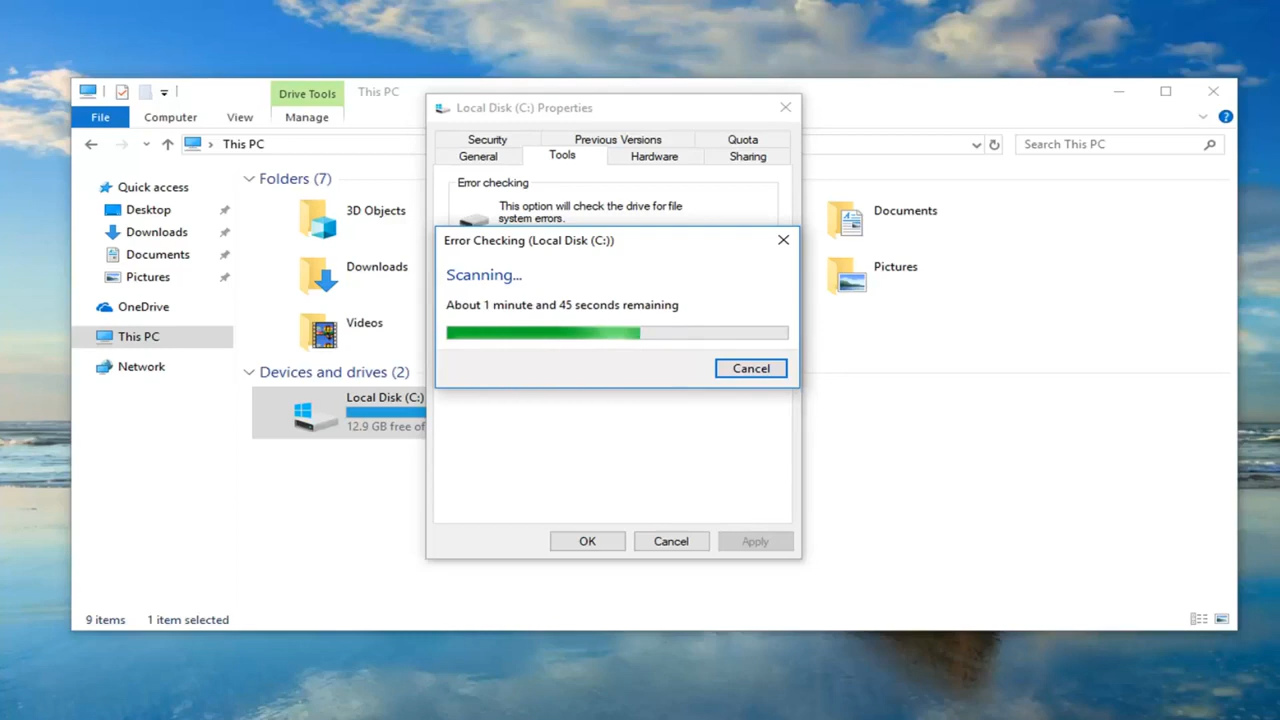 Drive Tools
This PC
File
Computer
View
Manage
This PC
Search This PC
Quick access
Desktop
Downloads
Documents
Pictures
OneDrive
This PC
Network
Folders (7)
3D Objects
Downloads
Videos
Documents
Pictures
Devices and drives (2)
Local Disk (C:)
12.9 GB free of
9 items
1 item selected
Local Disk (C:) Properties
Security
Previous Versions
Quota
General
Tools
Hardware
Sharing
Error checking
This option will check the drive for file
system errors.
Error Checking (Local Disk (C:))
Scanning...
About 1 minute and 45 seconds remaining
Cancel
OK
Cancel
Apply